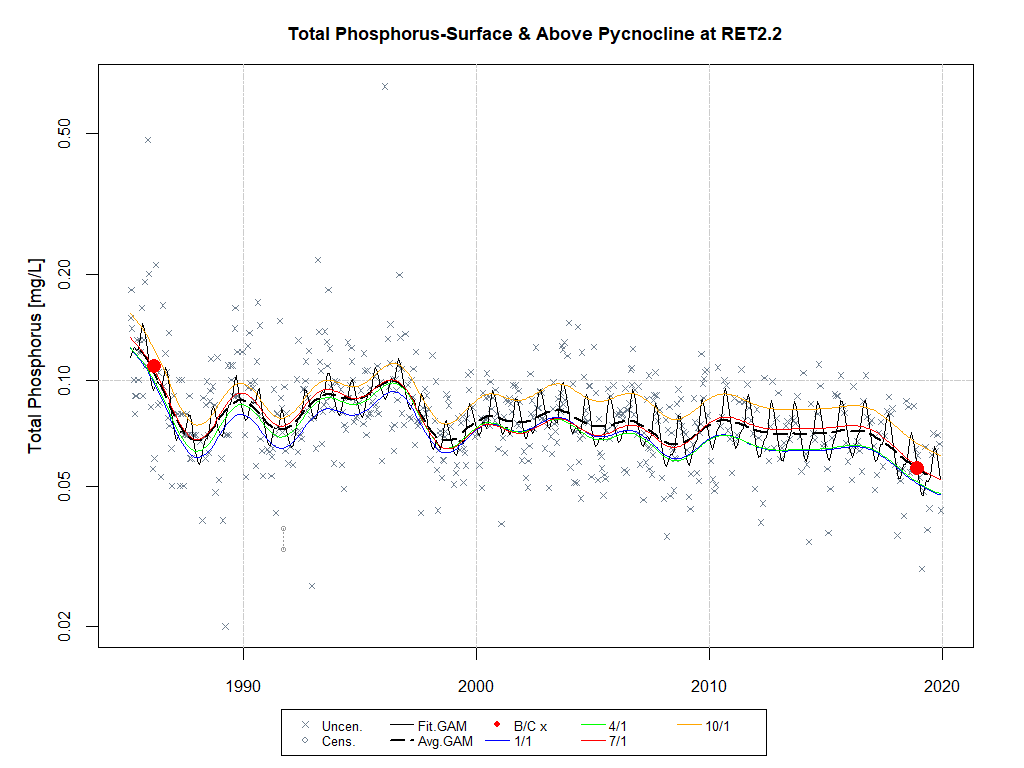 Total Phosphorus-Surface & Above Pycnocline at RET2.2
Total Phosphorus [mg/L]
0.50
0.20
0.10
0.05
0.02
1990 2000 2010 2020
Uncen. Fit.GAM B/C x 4/1 10/1
Cens. Avg.GAM 1/1 7/1